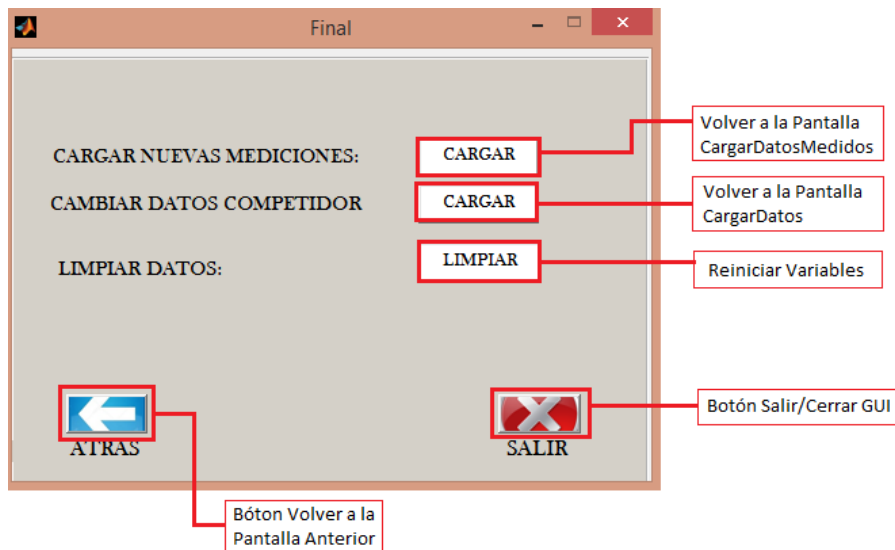 Final
CARGAR NUEVAS MEDICIONES:
CARGAR
Volver a la Pantalla
CargarDatosMedidos
CAMBIAR DATOS COMPETIDOR
CARGAR
Volver a la Pantalla
CargarDatos
LIMPIAR DATOS:
LIMPIAR
Reiniciar Variables
ATRAS
SALIR
Botón Salir/Cerrar GUI
Bóton Volver a la
Pantalla Anterior